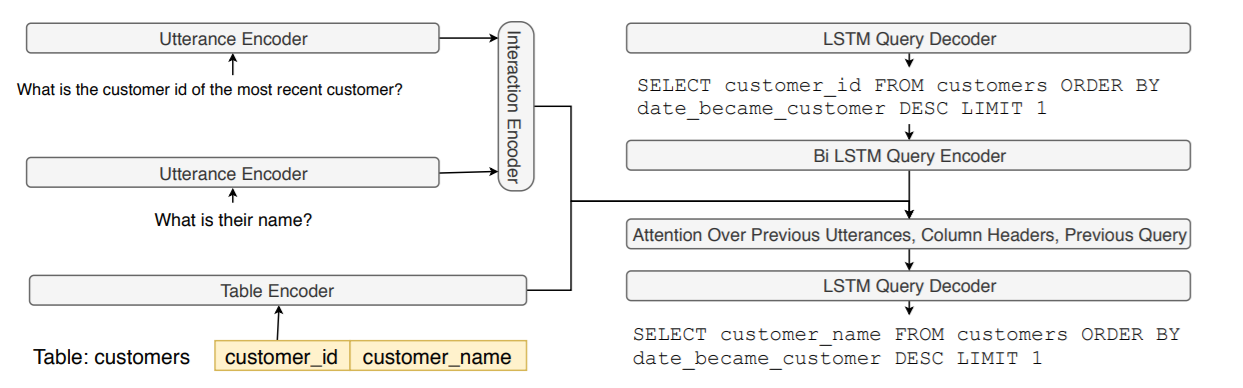 Utterance Encoder
What is the customer id of the most recent customer?
Utterance Encoder
What is their name?
Interaction Encoder
Table Encoder
Table: customers
customer_id
customer_name
LSTM Query Decoder
SELECT customer_id FROM customers ORDER BY
date_became_customer DESC LIMIT 1
Bi LSTM Query Encoder
Attention Over Previous Utterances, Column Headers, Previous Query
LSTM Query Decoder
SELECT customer_name FROM customers ORDER BY
date_became_customer DESC LIMIT 1